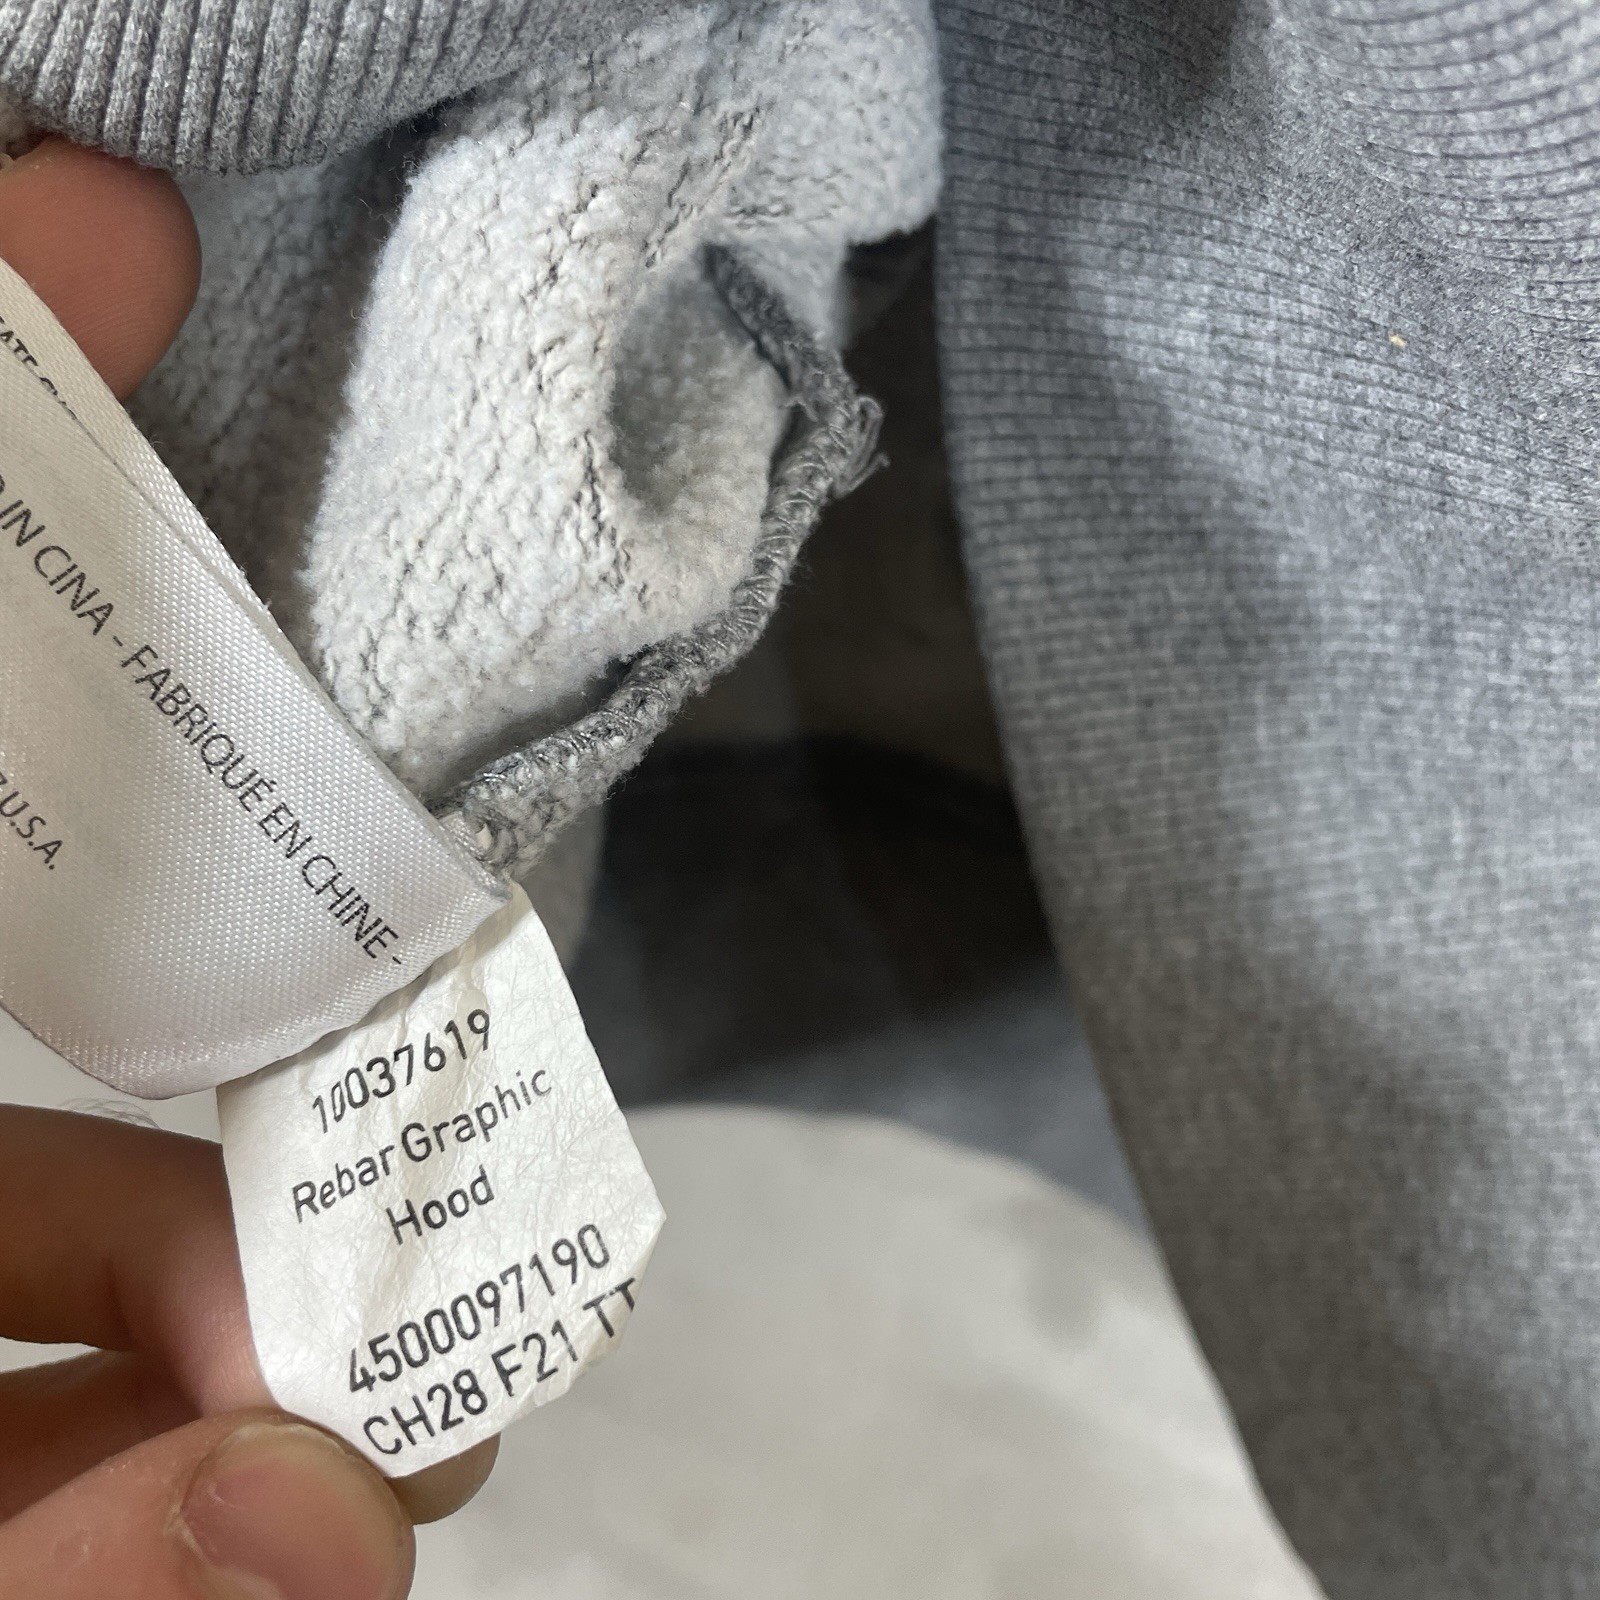 IN CINA - FABRIQUÉ EN CHINE -
U.S.A.
10037619
Rebar Graphic
Hood
4500097190
CH28 F21 TT